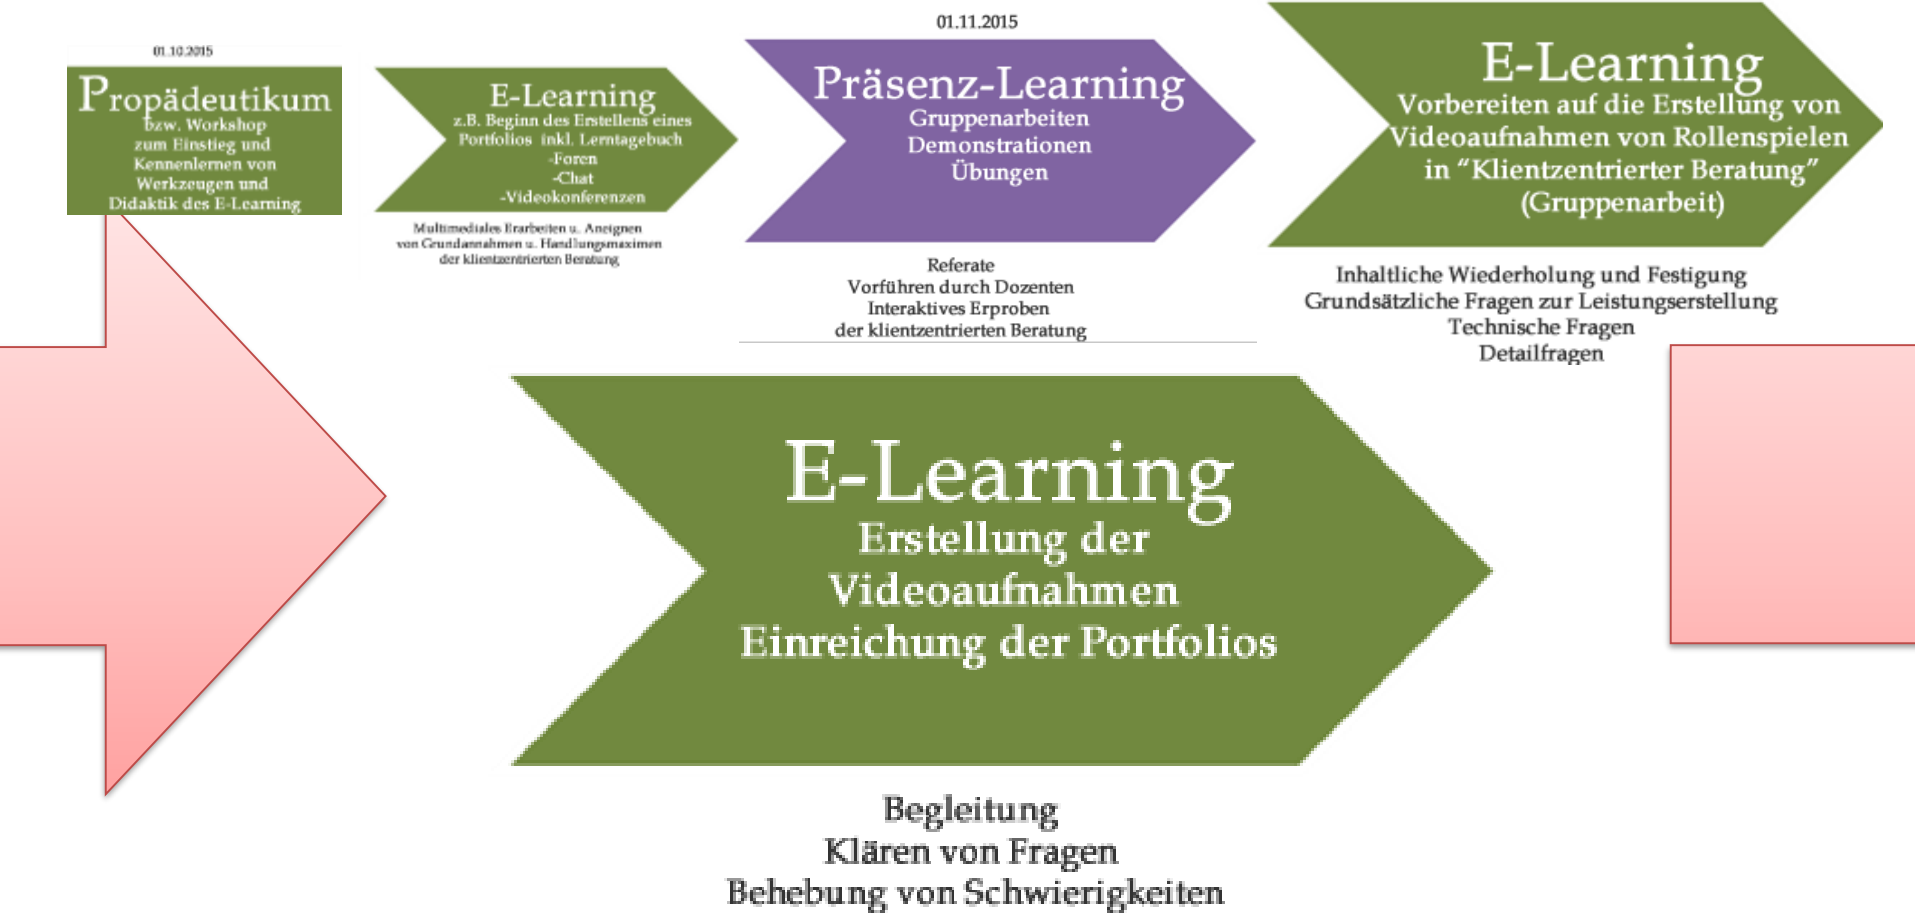 01.10.2015
Propädeutikum
bzw. Workshop
zum Einstieg und
Kennenlernen von
Werkzeugen und
Didaktik des E-Learning
E-Learning
z.B. Beginn des Erstellens eines
Portfolios inkl. Lerntagebuch
-Foren
-Chat
-Videokonferenzen
Multimediales Erarbeiten u. Aneignen
von Grundannahmen u. Handlungsmaximen
der klientzentrierten Beratung
01.11.2015
Präsenz-Learning
Gruppenarbeiten
Demonstrationen
Übungen
Referate
Vorführen durch Dozenten
Interaktives Erproben
der klientzentrierten Beratung
E-Learning
Vorbereiten auf die Erstellung von
Videoaufnahmen von Rollenspielen
in “Klientzentrierter Beratung”
(Gruppenarbeit)
Inhaltliche Wiederholung und Festigung
Grundsätzliche Fragen zur Leistungserstellung
Technische Fragen
Detailfragen
E-Learning
Erstellung der
Videoaufnahmen
Einreichung der Portfolios
Begleitung
Klären von Fragen
Behebung von Schwierigkeiten